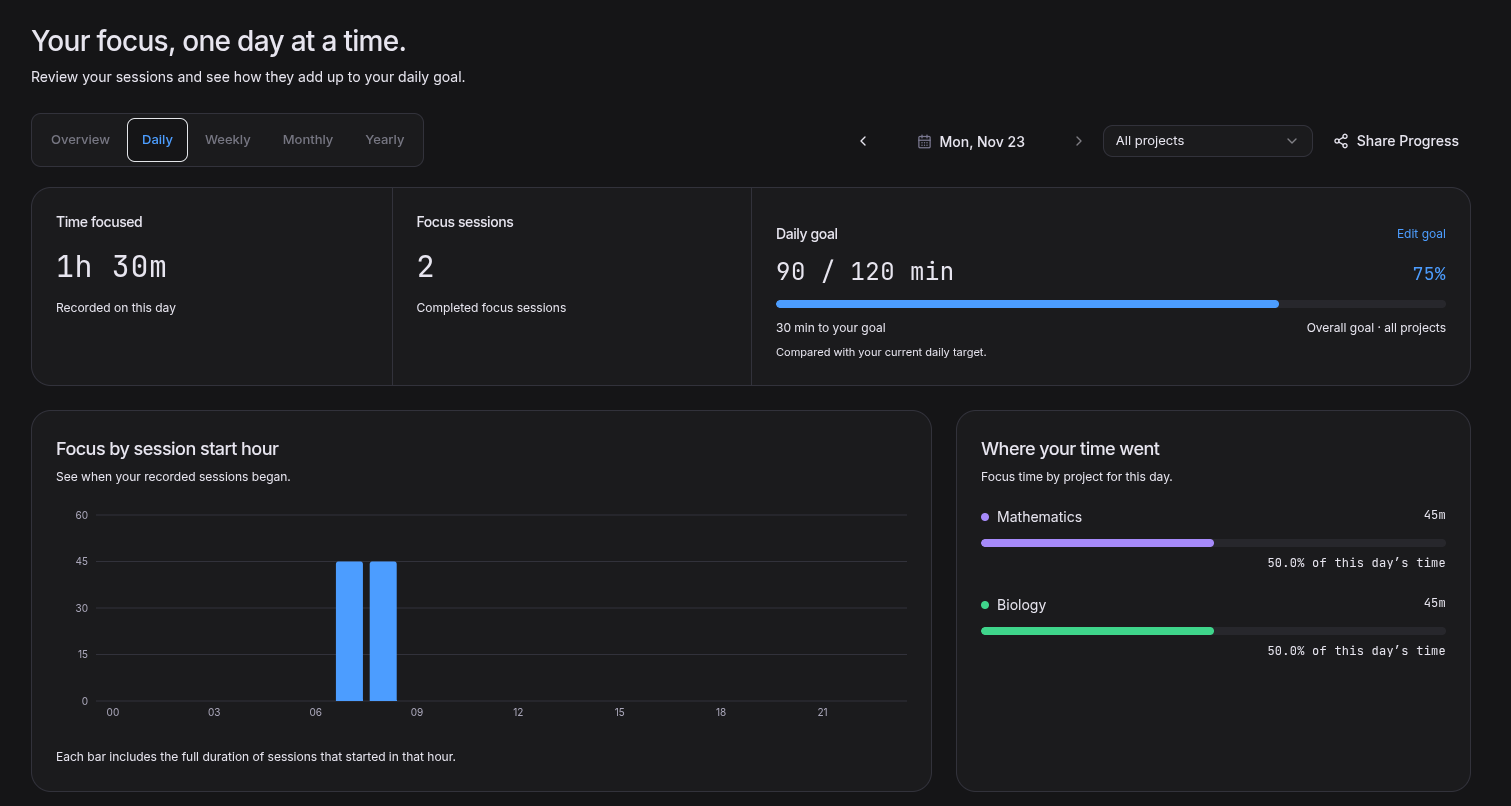 Your focus, one day at a time.
Review your sessions and see how they add up to your daily goal.
Overview
Daily
Weekly
Monthly
Yearly
Mon, Nov 23
All projects
Share Progress
Time focused
1h 30m
Recorded on this day
Focus sessions
2
Completed focus sessions
Daily goal
Edit goal
90 / 120 min
75%
30 min to your goal
Overall goal · all projects
Compared with your current daily target.
Focus by session start hour
See when your recorded sessions began.
60
45
30
15
0
00
03
06
09
12
15
18
21
Each bar includes the full duration of sessions that started in that hour.
Where your time went
Focus time by project for this day.
Mathematics
45m
50.0% of this day’s time
Biology
45m
50.0% of this day’s time